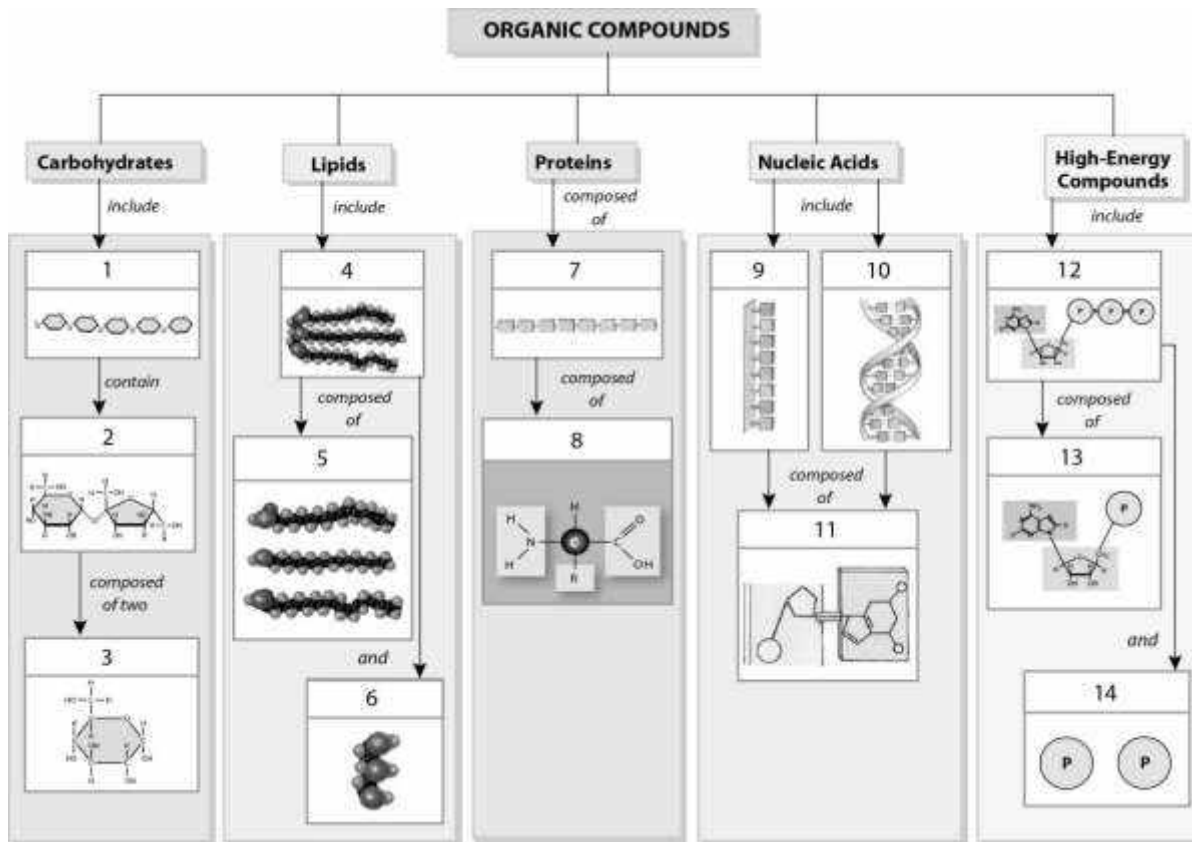 ORGANIC COMPOUNDS
Carbohydrates
Lipids
Proteins
Nucleic Acids
High-Energy
Compounds
include
include
composed
of
include
include
1
4
7
9
10
12
P P P
contain
composed
of
composed
of
composed
of
2
5
8
H
H
N
C
O
H
OH
R
composed
of
13
P
composed
of two
11
3
and
6
and
14
P P